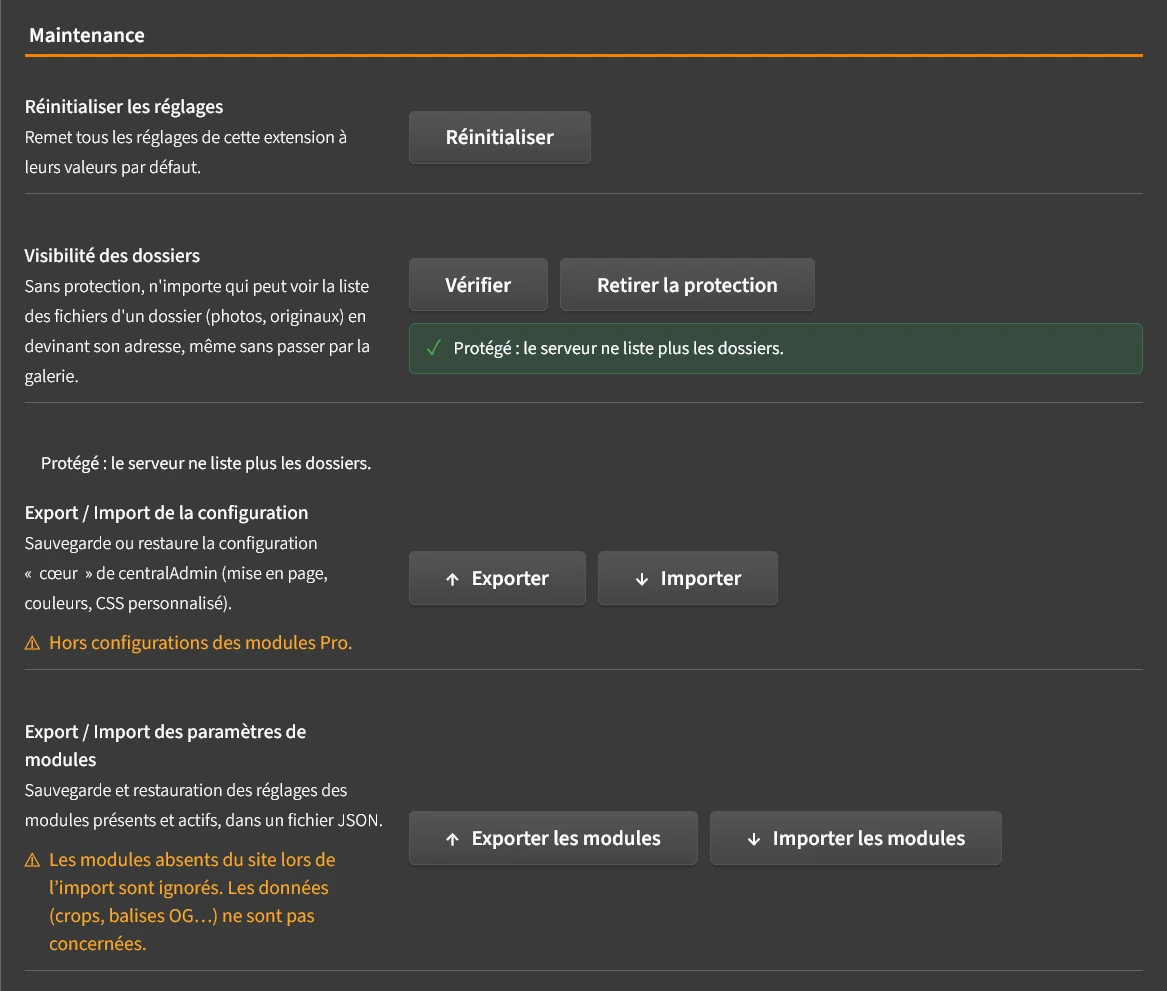 Maintenance
Réinitialiser les réglages
Remet tous les réglages de cette extension à
leurs valeurs par défaut.
Réinitialiser
Visibilité des dossiers
Sans protection, n'importe qui peut voir la liste
des fichiers d'un dossier (photos, originaux) en
devinant son adresse, même sans passer par la
galerie.
Vérifier
Retirer la protection
✓ Protégé : le serveur ne liste plus les dossiers.
Protégé : le serveur ne liste plus les dossiers.
Export / Import de la configuration
Sauvegarde ou restaure la configuration
« cœur » de centralAdmin (mise en page,
couleurs, CSS personnalisé).
⚠ Hors configurations des modules Pro.
↑ Exporter
↓ Importer
Export / Import des paramètres de
modules
Sauvegarde et restauration des réglages des
modules présents et actifs, dans un fichier JSON.
⚠ Les modules absents du site lors de
l’import sont ignorés. Les données
(crops, balises OG…) ne sont pas
concernées.
↑ Exporter les modules
↓ Importer les modules